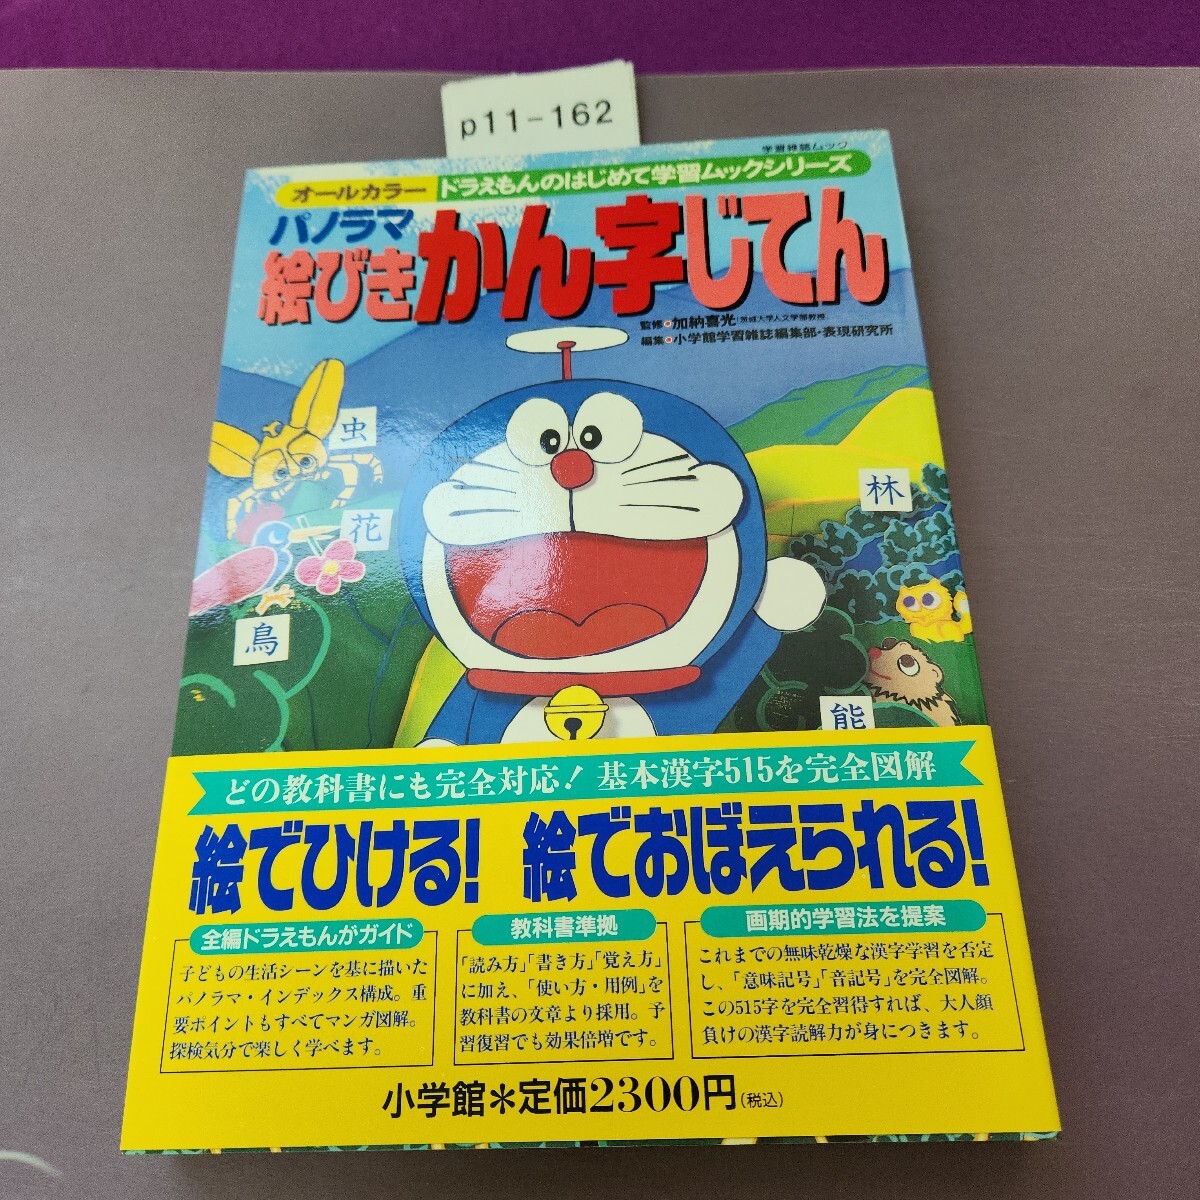 p11-162
学習雑誌ムック
オールカラー ドラえもんのはじめて学習ムックシリーズ
パノラマ
絵びきかん字じてん
監修●加納喜光(茨城大学人文学部教授)
編集●小学館学習雑誌編集部・表現研究所
虫
花
鳥
林
能
どの教科書にも完全対応! 基本漢字515を完全図解
絵でひける! 絵でおぼえられる!
全編ドラえもんがガイド
子どもの生活シーンを基に描いた
パノラマ・インデックス構成。重
要ポイントもすべてマンガ図解。
探検気分で楽しく学べます。
教科書準拠
「読み方」「書き方」「覚え方」
に加え、「使い方・用例」を
教科書の文章より採用。予
習復習でも効果倍増です。
画期的学習法を提案
これまでの無味乾燥な漢字学習を否定
し、「意味記号」「音記号」を完全図解。
この515字を完全習得すれば、大人顔
負けの漢字読解力が身につきます。
小学館＊定価2300円(税込)